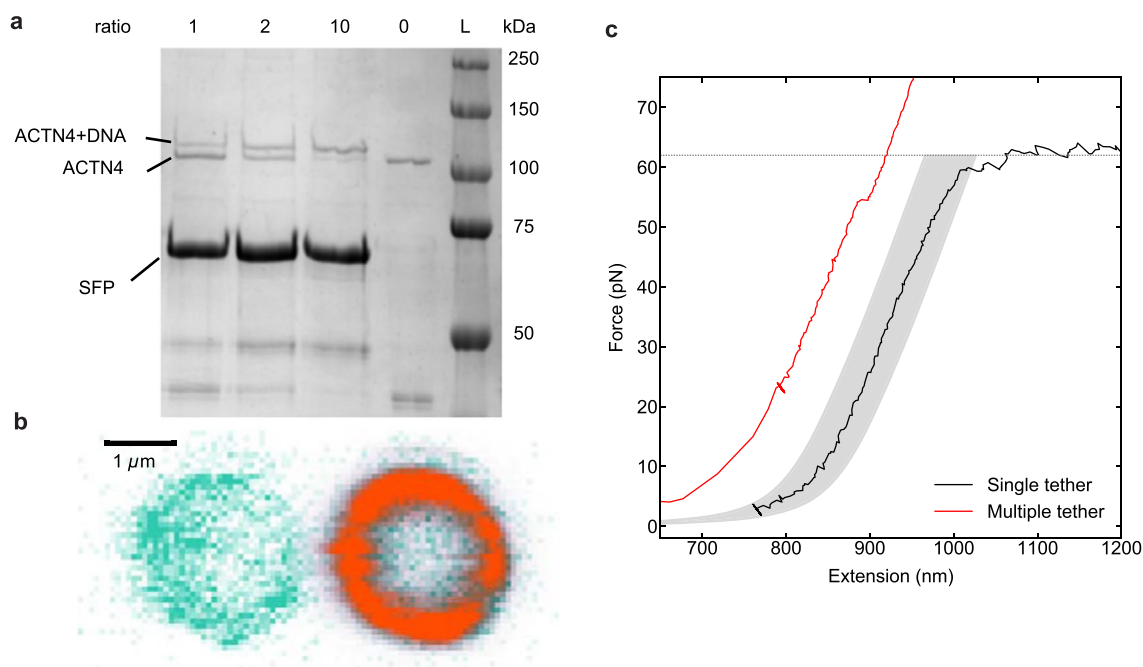 a
ratio 1 2 10 0 L kDa
250
150
ACTN4+DNA
ACTN4
100
75
SFP
50
b
1 µm
c
Force (pN)
70
60
50
40
30
20
10
0
Single tether
Multiple tether
700 800 900 1000 1100 1200
Extension (nm)